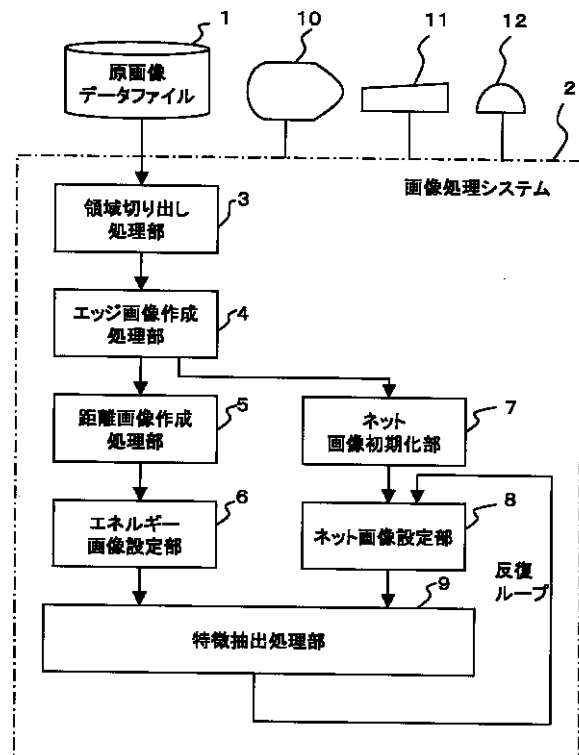 1
10
11
12
原画像
データファイル
2
画像処理システム
領域切り出し
処理部
3
エッジ画像作成
処理部
4
距離画像作成
処理部
5
ネット
画像初期化部
7
エネルギー
画像設定部
6
ネット画像設定部
8
反復
ループ
9
特徴抽出処理部